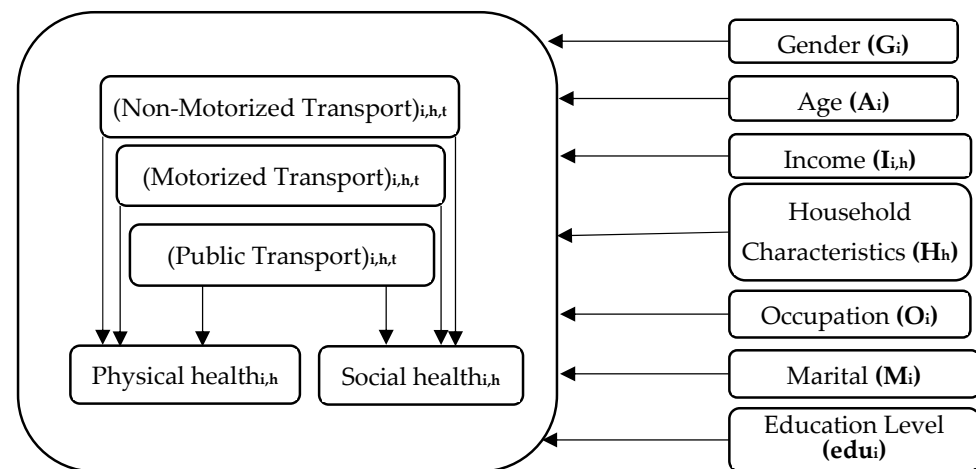 (Non-Motorized Transport)i,h,t
(Motorized Transport)i,h,t
(Public Transport)i,h,t
Physical healthi,h
Social healthi,h
Gender (Gi)
Age (Ai)
Income (Ii,h)
Household
Characteristics (Hh)
Occupation (Oi)
Marital (Mi)
Education Level
(edui)